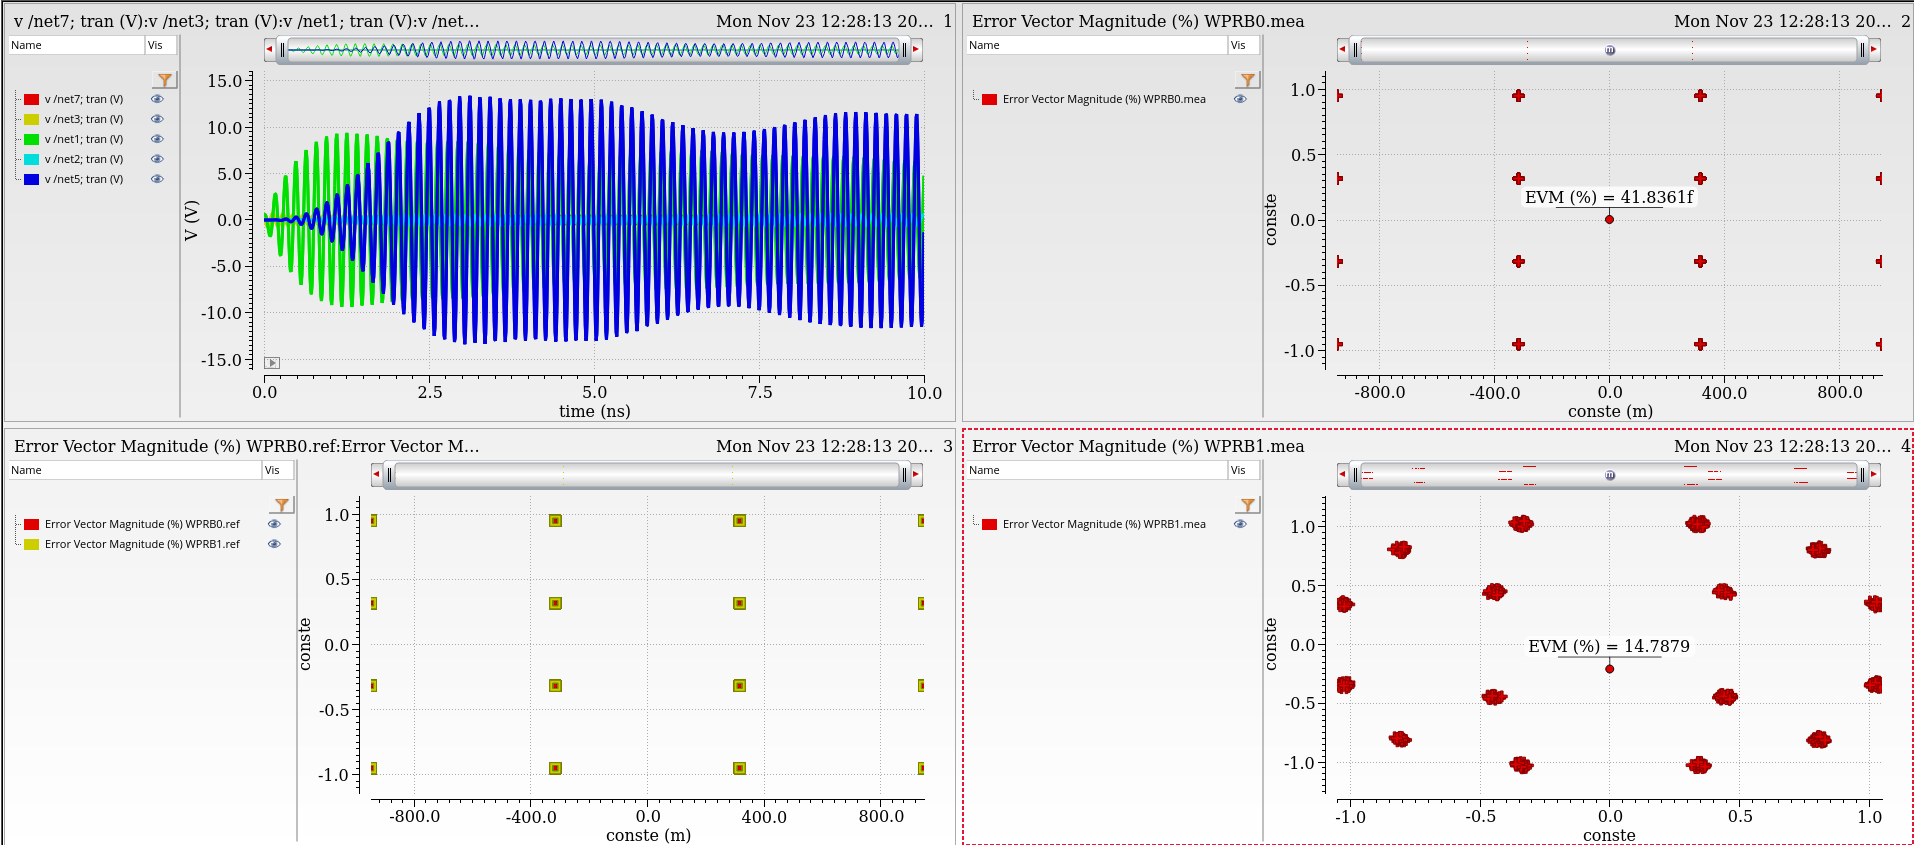 v /net7; tran (V):v /net3; tran (V):v /net1; tran (V):v /net... Mon Nov 23 12:28:13 20... 1
Name Vis
v /net7; tran (V)
v /net3; tran (V)
v /net1; tran (V)
v /net2; tran (V)
v /net5; tran (V)
V (V)
15.0
10.0
5.0
0.0
-5.0
-10.0
-15.0
0.0 2.5 5.0 7.5 10.0
time (ns)
Error Vector Magnitude (%) WPRB0.mea Mon Nov 23 12:28:13 20... 2
Name Vis
Error Vector Magnitude (%) WPRB0.mea
m
conste
1.0
0.5
0.0
-0.5
-1.0
EVM (%) = 41.8361f
-800.0 -400.0 0.0 400.0 800.0
conste (m)
Error Vector Magnitude (%) WPRB0.ref:Error Vector M... Mon Nov 23 12:28:13 20... 3
Name Vis
Error Vector Magnitude (%) WPRB0.ref
Error Vector Magnitude (%) WPRB1.ref
conste
1.0
0.5
0.0
-0.5
-1.0
-800.0 -400.0 0.0 400.0 800.0
conste (m)
Error Vector Magnitude (%) WPRB1.mea Mon Nov 23 12:28:13 20... 4
Name Vis
Error Vector Magnitude (%) WPRB1.mea
m
conste
1.0
0.5
0.0
-0.5
-1.0
EVM (%) = 14.7879
-1.0 -0.5 0.0 0.5 1.0
conste